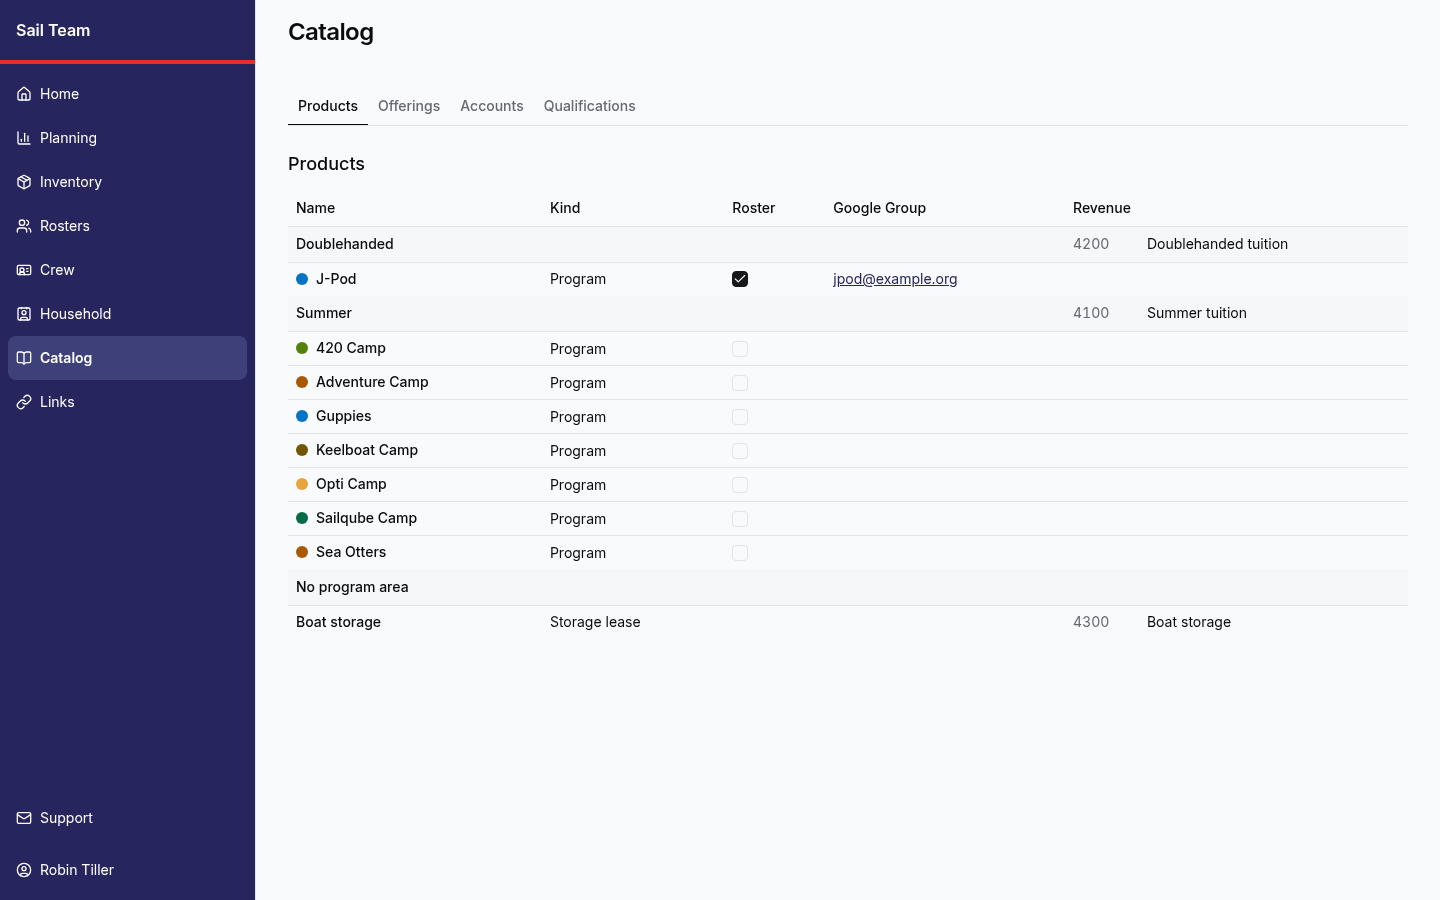 Sail Team
Home
Planning
Inventory
Rosters
Crew
Household
Catalog
Links
Support
Robin Tiller
Catalog
Products Offerings Accounts Qualifications
Products
Name Kind Roster Google Group Revenue
Doublehanded 4200 Doublehanded tuition
J-Pod Program jpod@example.org
Summer 4100 Summer tuition
420 Camp Program
Adventure Camp Program
Guppies Program
Keelboat Camp Program
Opti Camp Program
Sailqube Camp Program
Sea Otters Program
No program area
Boat storage Storage lease 4300 Boat storage